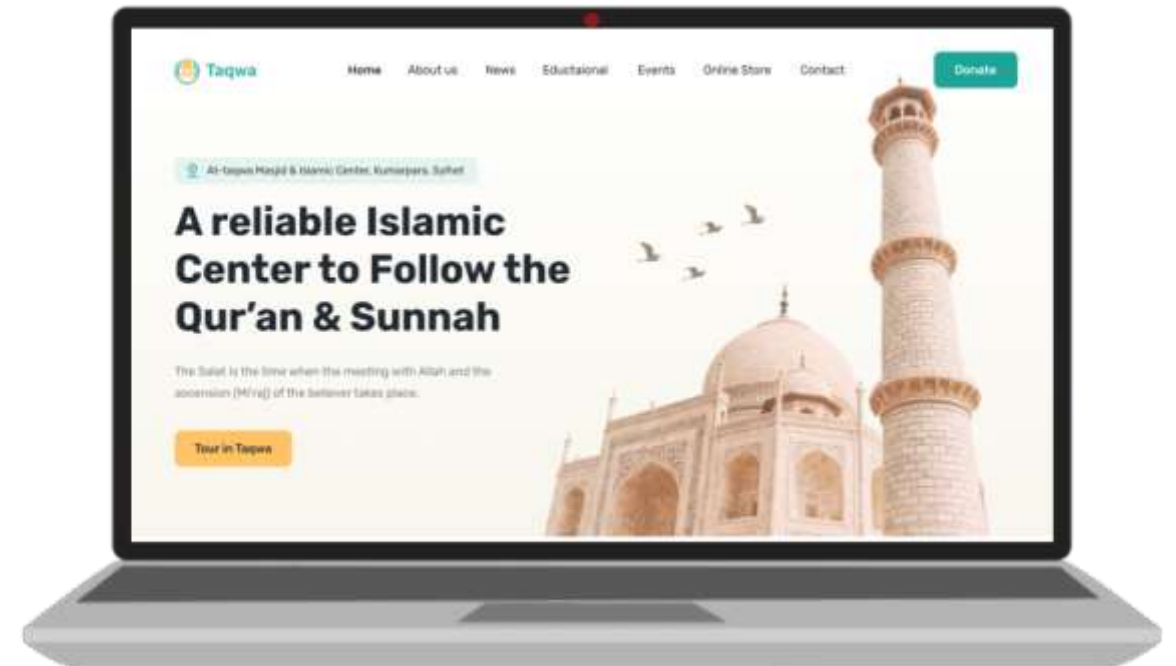 Taqwa
Home About us News Eductaional Events Online Store Contact
Donate
At-taqwa Masjid & Islamic Center, Kumarpara, Sylhet
A reliable Islamic
Center to Follow the
Qur'an & Sunnah
The Salat is the time when the meeting with Allah and the
ascension (Mi'raj) of the believer takes place.
Tour in Taqwa